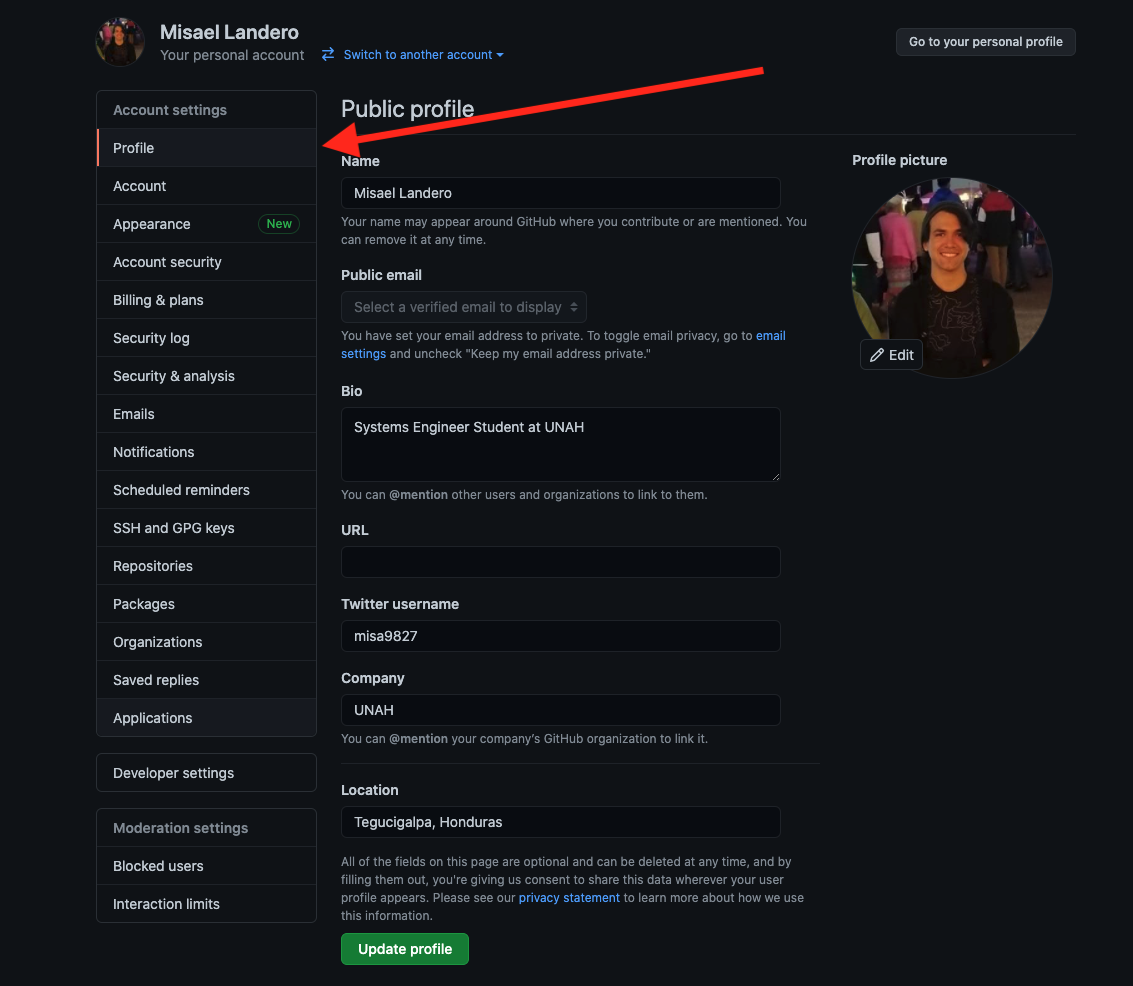 Misael Landero
Your personal account
Switch to another account
Go to your personal profile
Account settings
Profile
Account
Appearance New
Account security
Billing & plans
Security log
Security & analysis
Emails
Notifications
Scheduled reminders
SSH and GPG keys
Repositories
Packages
Organizations
Saved replies
Applications
Developer settings
Moderation settings
Blocked users
Interaction limits
Public profile
Name
Misael Landero
Your name may appear around GitHub where you contribute or are mentioned. You
can remove it at any time.
Public email
Select a verified email to display
You have set your email address to private. To toggle email privacy, go to email
settings and uncheck "Keep my email address private."
Bio
Systems Engineer Student at UNAH
You can @mention other users and organizations to link to them.
URL
Twitter username
misa9827
Company
UNAH
You can @mention your company's GitHub organization to link it.
Location
Tegucigalpa, Honduras
All of the fields on this page are optional and can be deleted at any time, and by
filling them out, you're giving us consent to share this data wherever your user
profile appears. Please see our privacy statement to learn more about how we use
this information.
Update profile
Profile picture
Edit